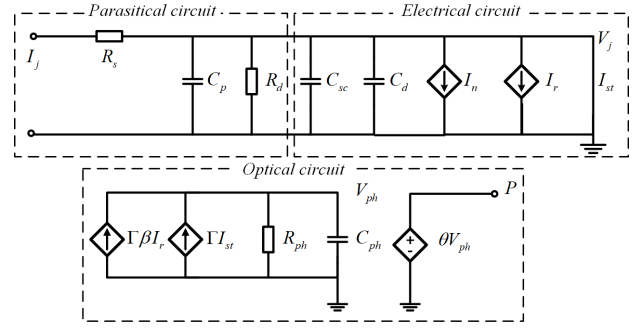 Parasitical circuit
Electrical circuit
I_j
R_s
C_p
R_d
C_sc
C_d
I_n
I_r
V_j
I_st
Optical circuit
ΓβI_r
ΓI_st
R_ph
C_ph
V_ph
+
-
θV_ph
P